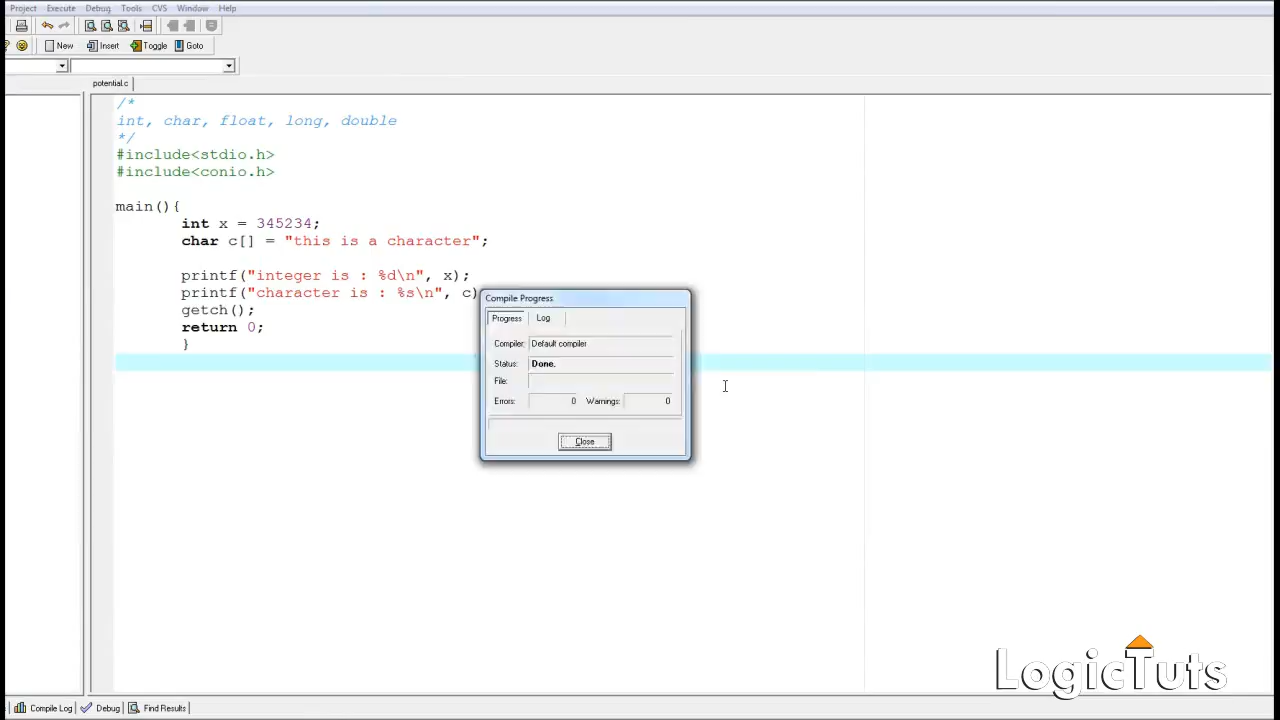 Project Execute Debug Tools CVS Window Help
New Insert Toggle Goto
potential.c
/*
int, char, float, long, double
*/
#include<stdio.h>
#include<conio.h>
main(){
int x = 345234;
char c[] = "this is a character";
printf("integer is : %d\n", x);
printf("character is : %s\n", c)
getch();
return 0;
}
Compile Progress
Progress Log
Compiler: Default compiler
Status: Done.
File:
Errors: 0 Warnings: 0
Close
LogicTuts
Compile Log Debug Find Results